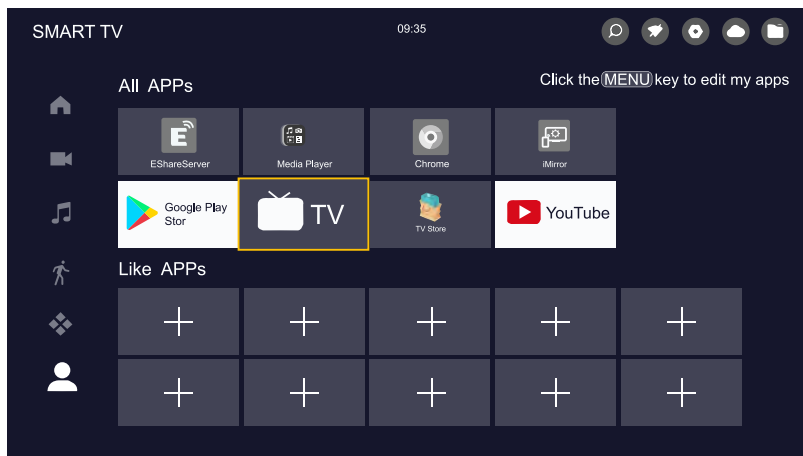 SMART TV
09:35
All APPs
Click the MENU key to edit my apps
E
EShareServer
Media Player
Chrome
iMirror
Google Play
Stor
TV
TV Store
YouTube
Like APPs